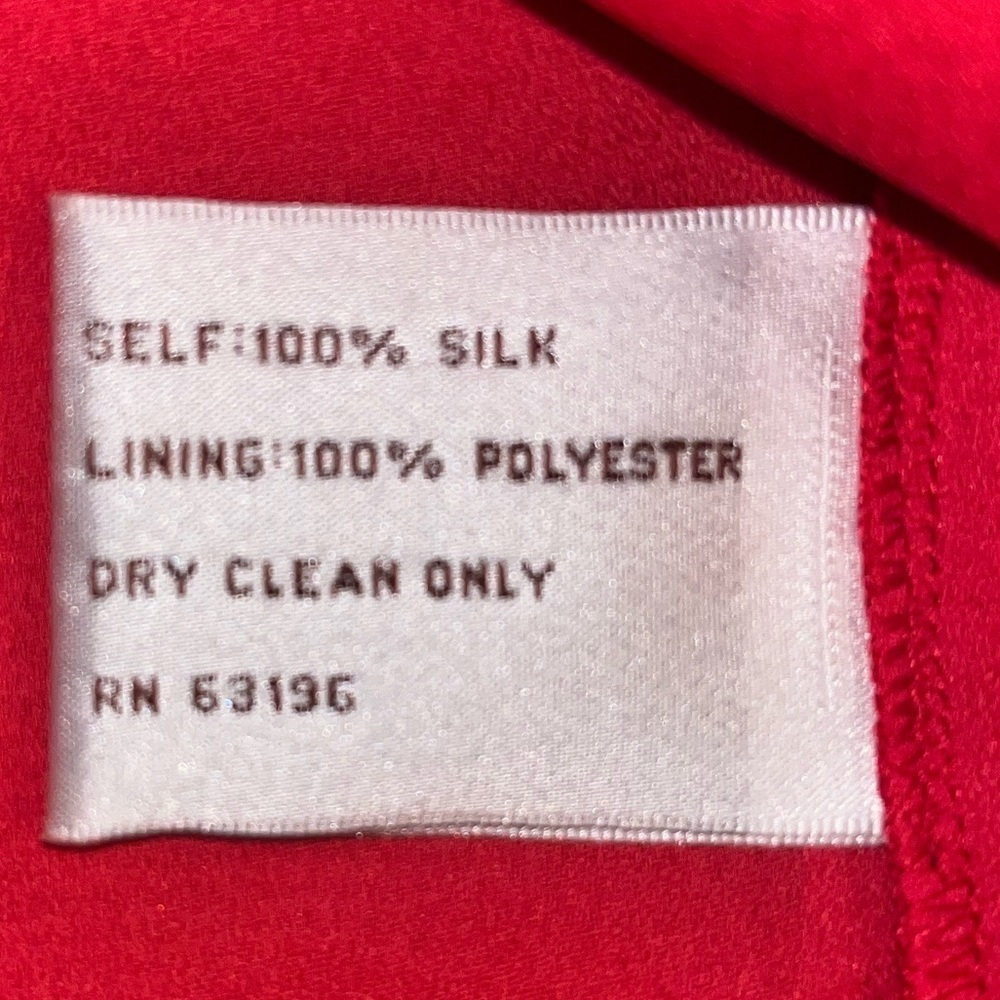 SELF:100% SILK
LINING:100% POLYESTER
DRY CLEAN ONLY
RN 63196